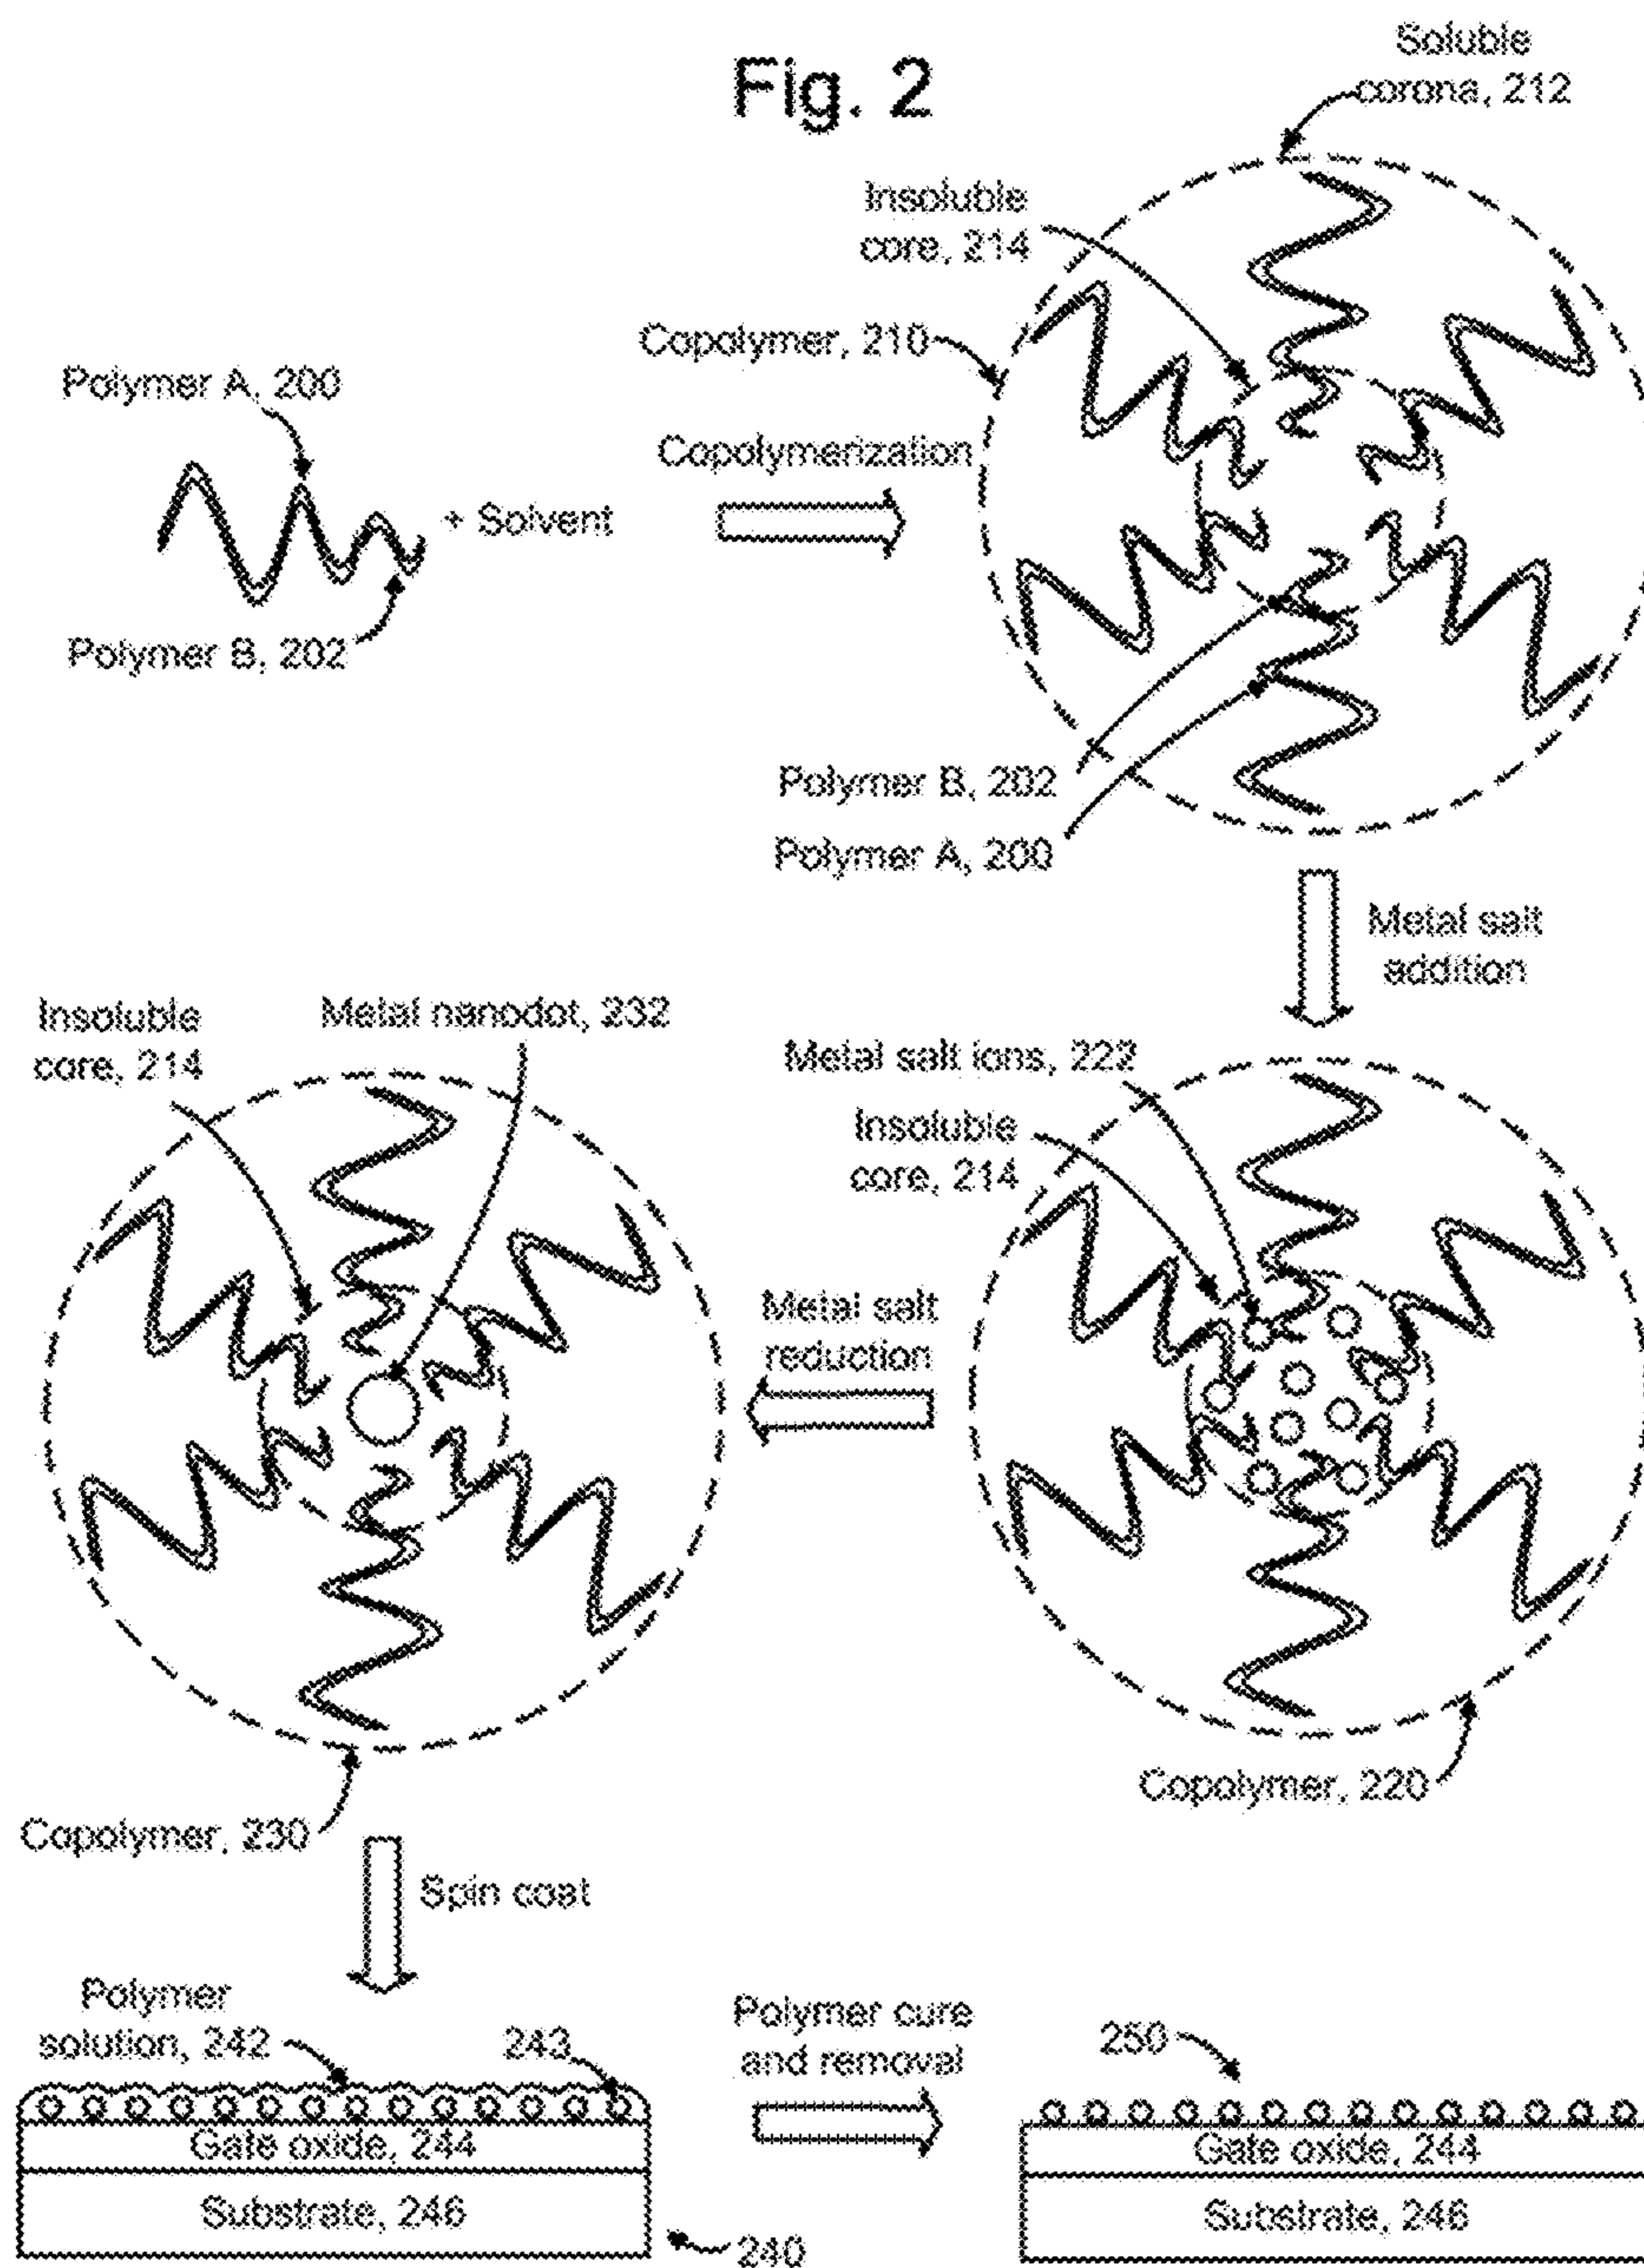 Fig. 2
Soluble
corona, 212
Insoluble
core, 214
Copolymer, 210
Polymer A, 200
Copolymerization
+ Solvent
Polymer B, 202
Polymer B, 202
Polymer A, 200
Metal salt
addition
Insoluble
core, 214
Metal nanodot, 232
Metal salt ions, 222
Insoluble
core, 214
Metal salt
reduction
Copolymer, 220
Copolymer, 230
Spin coat
Polymer
solution, 242
243
Polymer cure
and removal
250
Gate oxide, 244
Gate oxide, 244
Substrate, 246
Substrate, 246
240